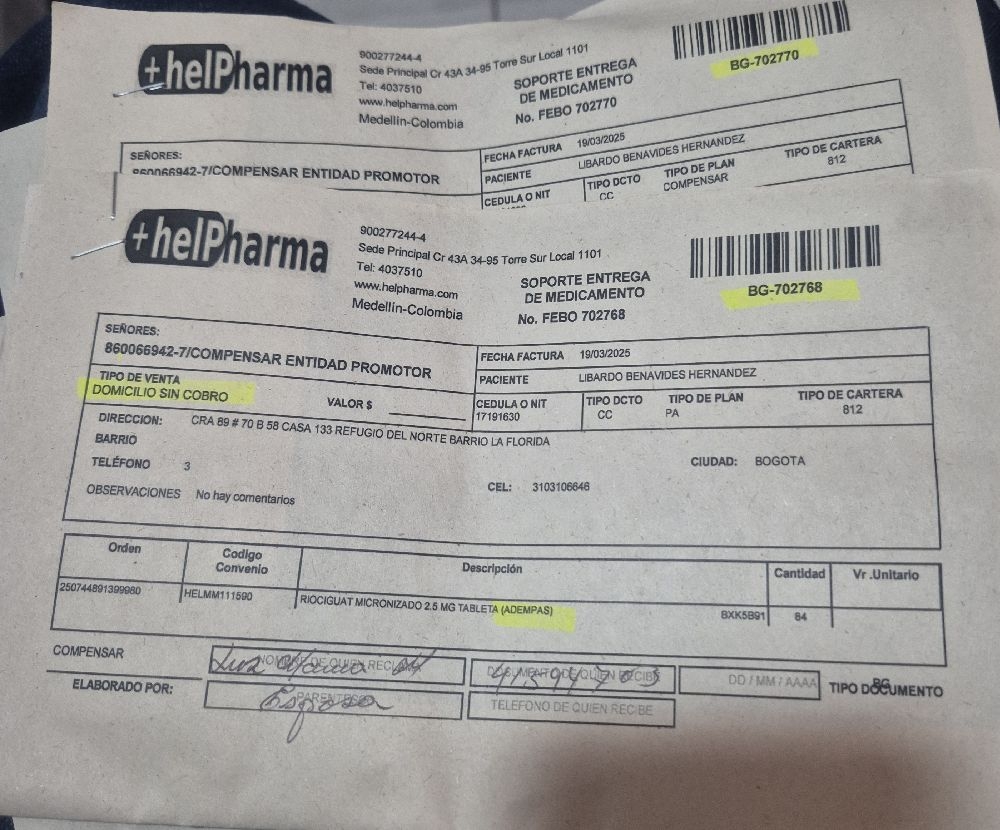 +helPharma
900277244-4
Sede Principal Cr 43A 34-95 Torre Sur Local 1101
Tel: 4037510
www.helpharma.com
Medellin-Colombia
SOPORTE ENTREGA
DE MEDICAMENTO
No. FEBO 702770
BG-702770
SEÑORES:
860066942-7/COMPENSAR ENTIDAD PROMOTOR
FECHA FACTURA 19/03/2025
PACIENTE LIBARDO BENAVIDES HERNANDEZ
CEDULA O NIT TIPO DCTO TIPO DE PLAN TIPO DE CARTERA
CC COMPENSAR 812
+helPharma
900277244-4
Sede Principal Cr 43A 34-95 Torre Sur Local 1101
Tel: 4037510
www.helpharma.com
Medellin-Colombia
SOPORTE ENTREGA
DE MEDICAMENTO
No. FEBO 702768
BG-702768
SEÑORES:
860066942-7/COMPENSAR ENTIDAD PROMOTOR
FECHA FACTURA 19/03/2025
PACIENTE LIBARDO BENAVIDES HERNANDEZ
TIPO DE VENTA
DOMICILIO SIN COBRO VALOR $
CEDULA O NIT TIPO DCTO TIPO DE PLAN TIPO DE CARTERA
17191630 CC PA 812
DIRECCION: CRA 89 # 70 B 58 CASA 133 REFUGIO DEL NORTE BARRIO LA FLORIDA
BARRIO
CIUDAD: BOGOTA
TELÉFONO 3
CEL: 3103106646
OBSERVACIONES No hay comentarios
Orden Codigo Convenio Descripción Cantidad Vr .Unitario
250744891399980 HELMM111590 RIOCIGUAT MICRONIZADO 2.5 MG TABLETA (ADEMPAS) BXK5B91 84
COMPENSAR
NOMBRE DE QUIEN RECIBE
Luz
DOCUMENTO DE QUIEN RECIBE
DD / MM / AAAA
TIPO DOCUMENTO
BG
ELABORADO POR:
PARENTESCO
Esposa
TELEFONO DE QUIEN RECIBE